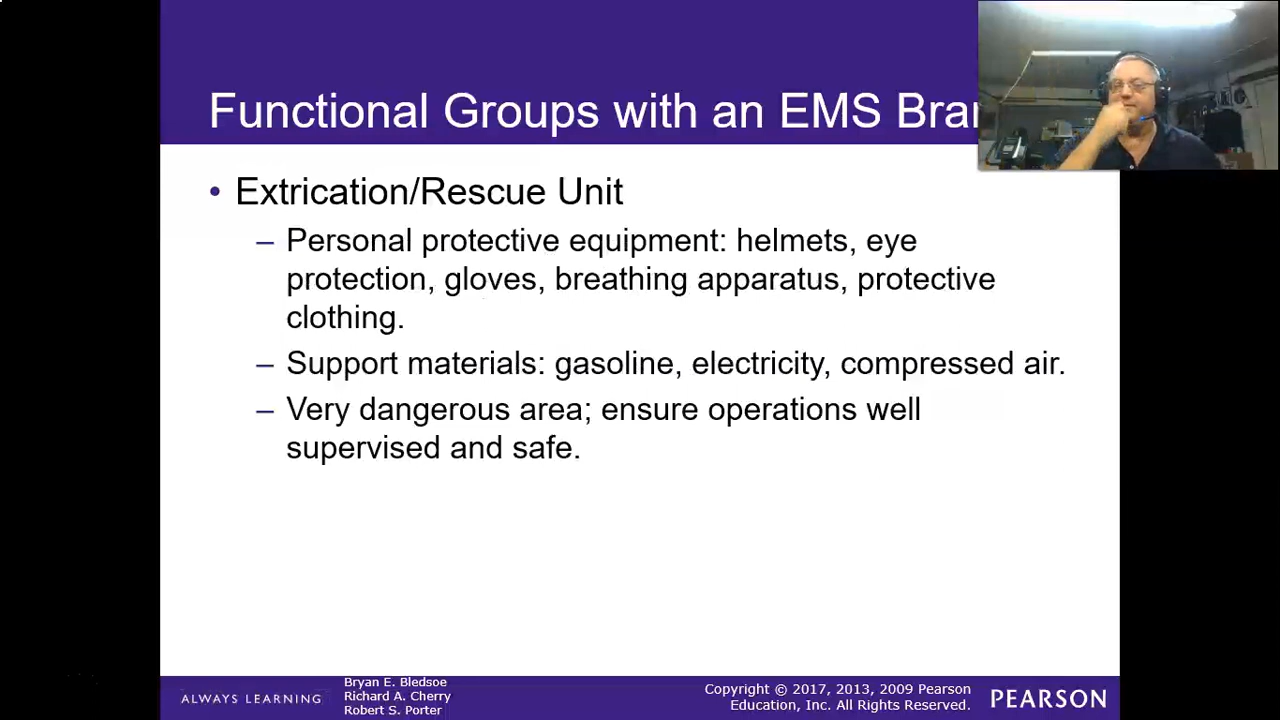 Functional Groups with an EMS
• Extrication/Rescue Unit
– Personal protective equipment: helmets, eye
protection, gloves, breathing apparatus, protective
clothing.
– Support materials: gasoline, electricity, compressed air.
– Very dangerous area; ensure operations well
supervised and safe.
ALWAYS LEARNING
Bryan E. Bledsoe
Richard A. Cherry
Robert S. Porter
Copyright © 2017, 2013, 2009 Pearson
Education, Inc. All Rights Reserved.
PEARSON